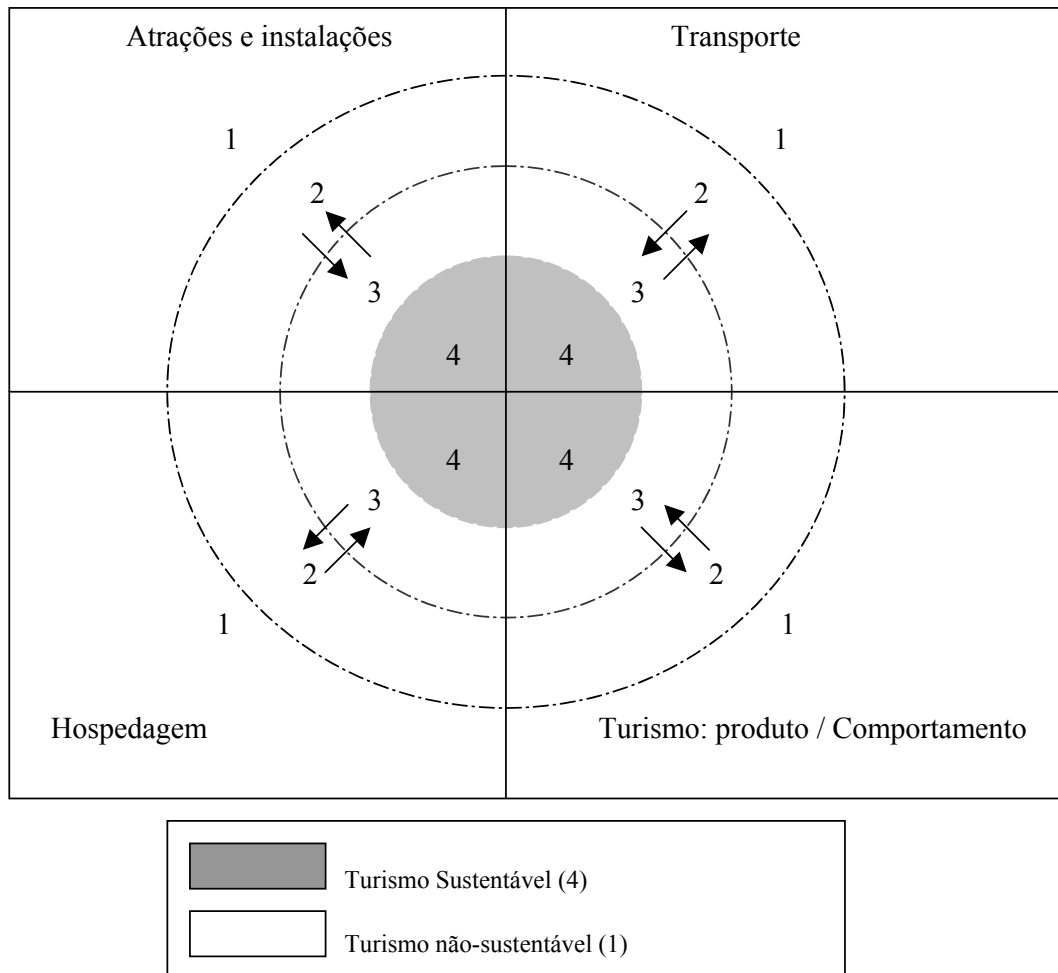 Atrações e instalações
Transporte
1
1
2
2
3
3
4
4
4
4
3
3
2
2
1
1
Hospedagem
Turismo: produto / Comportamento
Turismo Sustentável (4)
Turismo não-sustentável (1)